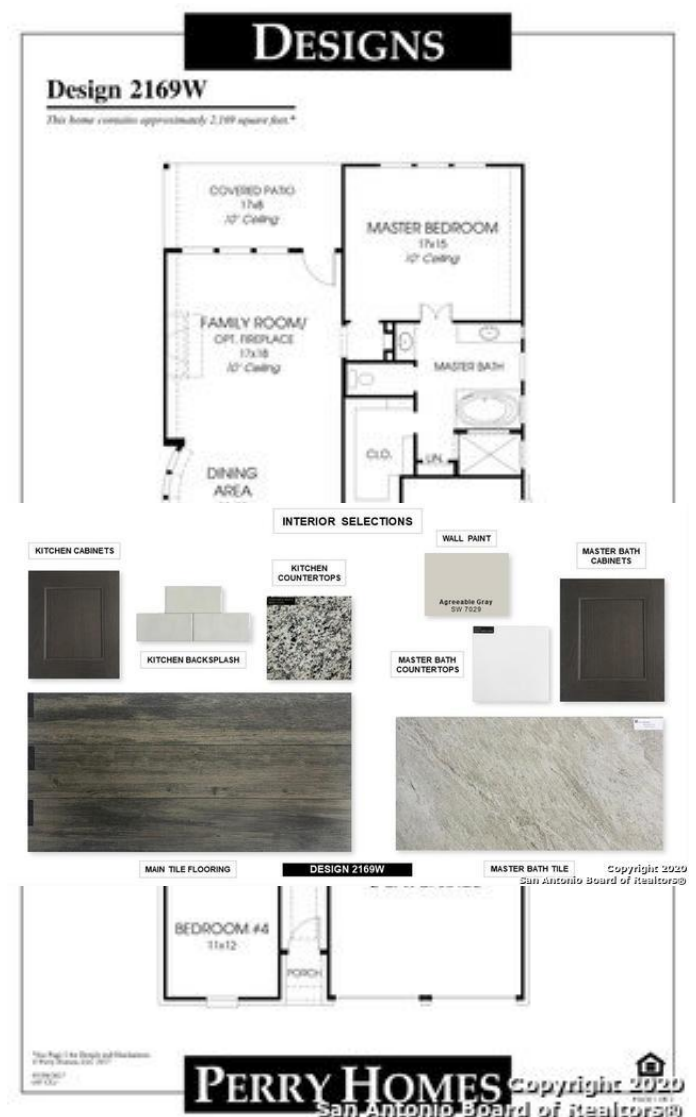 DESIGNS
Design 2169W
This home contains approximately 2,169 square feet.*
COVERED PATIO
17x8
10' Ceiling
MASTER BEDROOM
17x15
10' Ceiling
FAMILY ROOM/
OPT. FIREPLACE
17x18
10' Ceiling
MASTER BATH
CLO.
LIN.
DINING
AREA
INTERIOR SELECTIONS
KITCHEN CABINETS
KITCHEN BACKSPLASH
KITCHEN
COUNTERTOPS
WALL PAINT
Agreeable Gray
SW 7029
MASTER BATH
COUNTERTOPS
MASTER BATH
CABINETS
MAIN TILE FLOORING
DESIGN 2169W
MASTER BATH TILE
Copyright 2020
San Antonio Board of Realtors®
BEDROOM #4
11x12
PORCH
PERRY HOMES
Copyright 2020
San Antonio Board of Realtors®